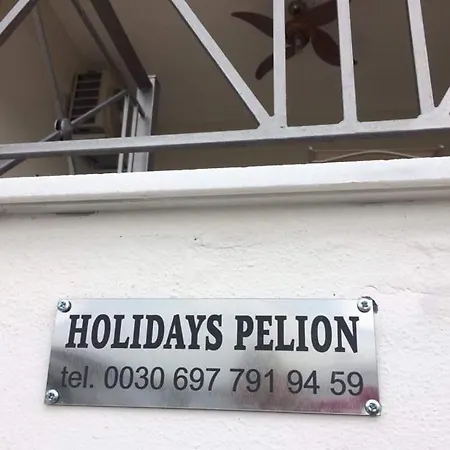 HOLIDAYS PELION
tel. 0030 697 791 94 59